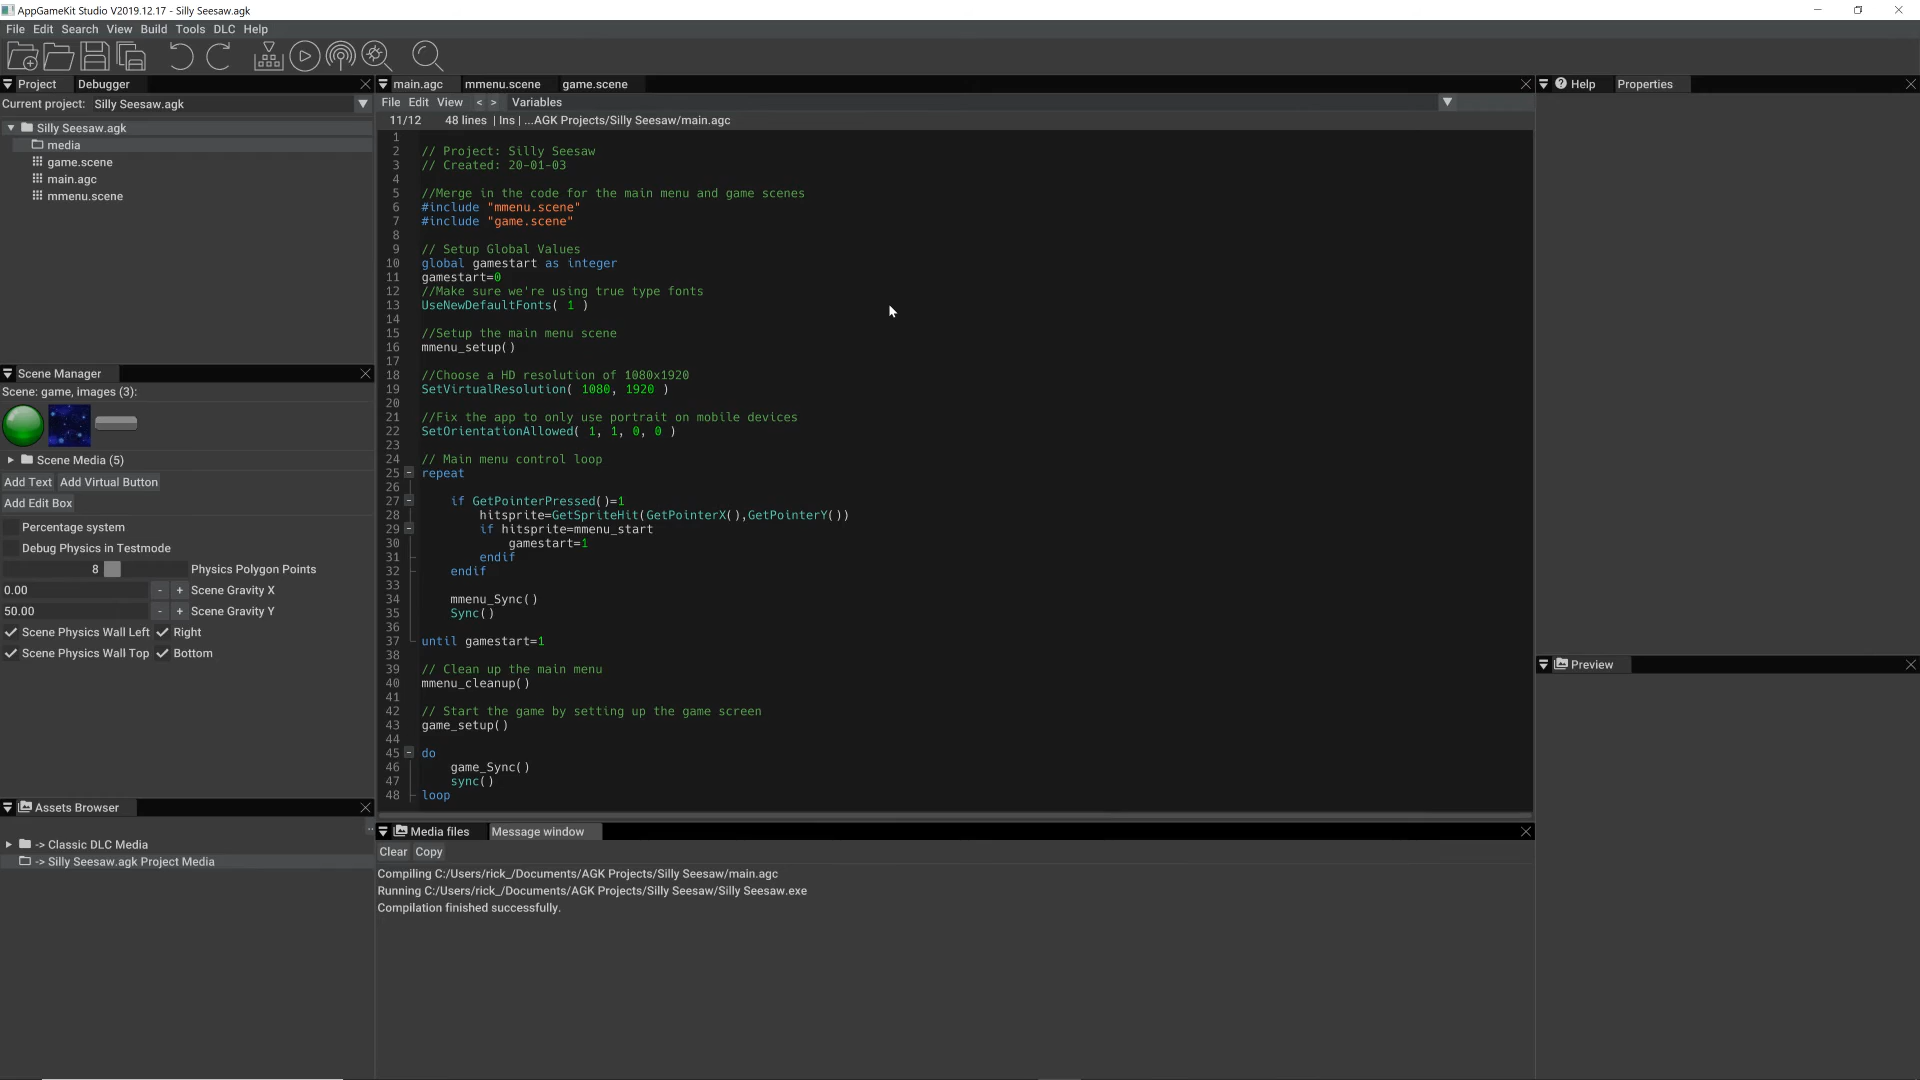 AppGameKit Studio V2019.12.17 - Silly Seesaw.agk
File Edit Search View Build Tools DLC Help
Project Debugger
Current project: Silly Seesaw.agk
Silly Seesaw.agk
media
game.scene
main.agc
mmenu.scene
Scene Manager
Scene: game, images (3):
Scene Media (5)
Add Text Add Virtual Button
Add Edit Box
Percentage system
Debug Physics in Testmode
8 Physics Polygon Points
0.00 - + Scene Gravity X
50.00 - + Scene Gravity Y
Scene Physics Wall Left Right
Scene Physics Wall Top Bottom
Assets Browser
-> Classic DLC Media
-> Silly Seesaw.agk Project Media
main.agc mmenu.scene game.scene
File Edit View < > Variables
11/12 48 lines | Ins | ...AGK Projects/Silly Seesaw/main.agc
1
2 // Project: Silly Seesaw
3 // Created: 20-01-03
4
5 //Merge in the code for the main menu and game scenes
6 #include "mmenu.scene"
7 #include "game.scene"
8
9 // Setup Global Values
10 global gamestart as integer
11 gamestart=0
12 //Make sure we're using true type fonts
13 UseNewDefaultFonts( 1 )
14
15 //Setup the main menu scene
16 mmenu_setup()
17
18 //Choose a HD resolution of 1080x1920
19 SetVirtualResolution( 1080, 1920 )
20
21 //Fix the app to only use portrait on mobile devices
22 SetOrientationAllowed( 1, 1, 0, 0 )
23
24 // Main menu control loop
25 repeat
26
27 if GetPointerPressed()=1
28 hitsprite=GetSpriteHit(GetPointerX(),GetPointerY())
29 if hitsprite=mmenu_start
30 gamestart=1
31 endif
32 endif
33
34 mmenu_Sync()
35 Sync()
36
37 until gamestart=1
38
39 // Clean up the main menu
40 mmenu_cleanup()
41
42 // Start the game by setting up the game screen
43 game_setup()
44
45 do
46 game_Sync()
47 sync()
48 loop
Media files Message window
Clear Copy
Compiling C:/Users/rick_/Documents/AGK Projects/Silly Seesaw/main.agc
Running C:/Users/rick_/Documents/AGK Projects/Silly Seesaw/Silly Seesaw.exe
Compilation finished successfully.
Help Properties
Preview